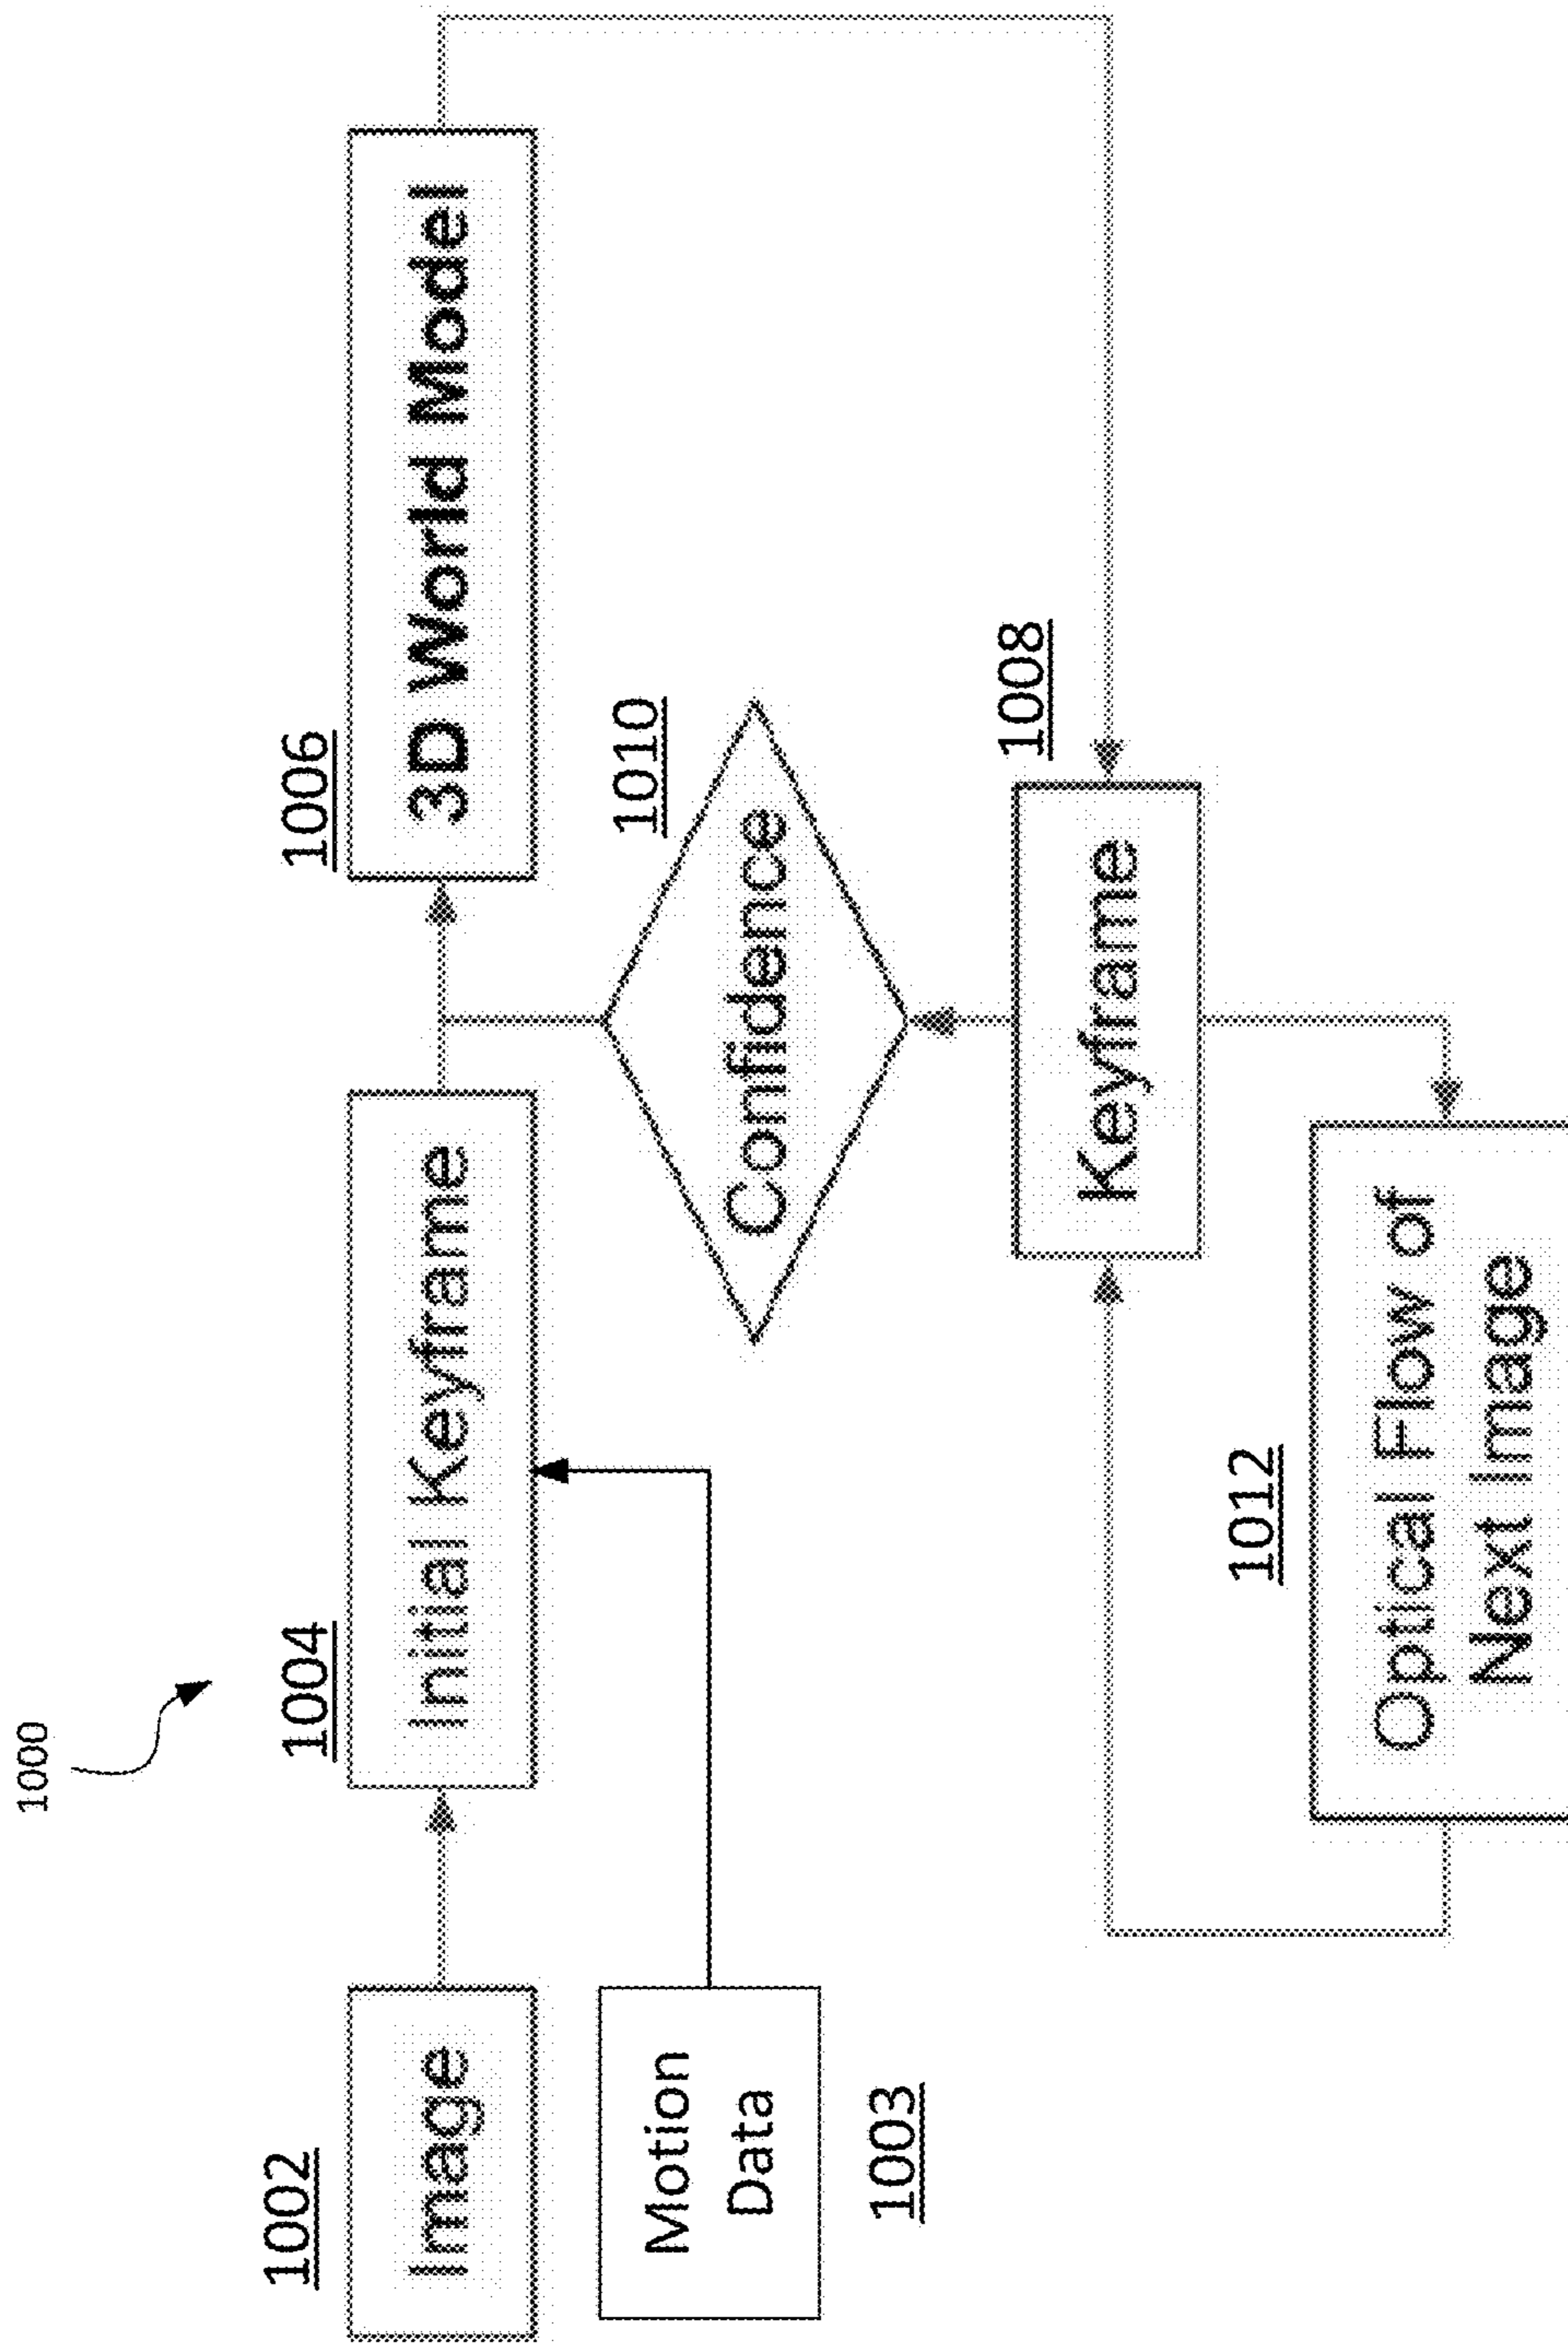 1000
1002
Image
1004
Initial Keyframe
1006
3D World Model
Motion
Data
1003
1010
Confidence
1008
Keyframe
1012
Optical Flow of
Next Image